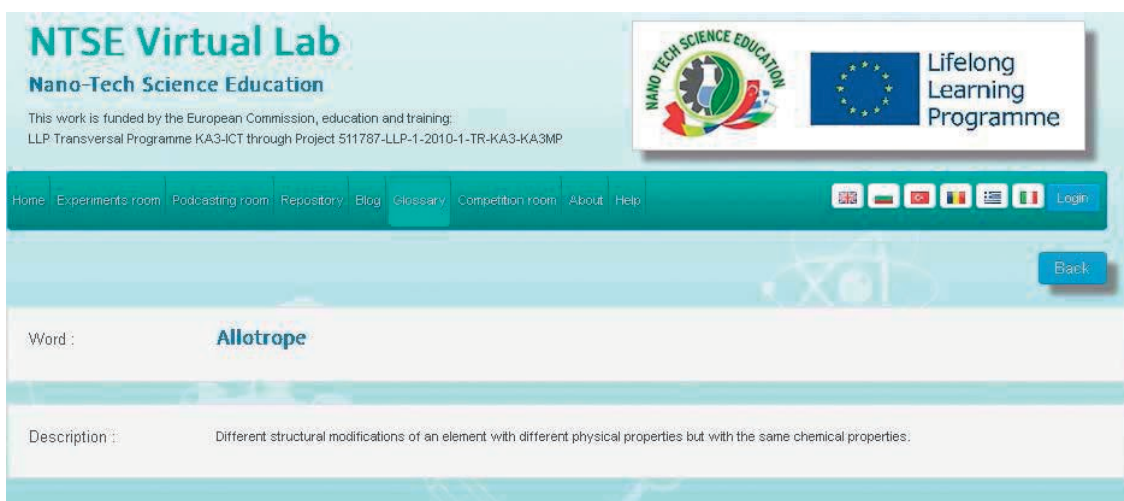 NTSE Virtual Lab
Nano-Tech Science Education
This work is funded by the European Commission, education and training:
LLP Transversal Programme KA3-ICT through Project 511787-LLP-1-2010-1-TR-KA3-KA3MP
NANO TECH SCIENCE EDUCATION
Lifelong
Learning
Programme
Home Experiments room Podcasting room Repository Blog Glossary Competition room About Help Login
Back
Word : Allotrope
Description : Different structural modifications of an element with different physical properties but with the same chemical properties.